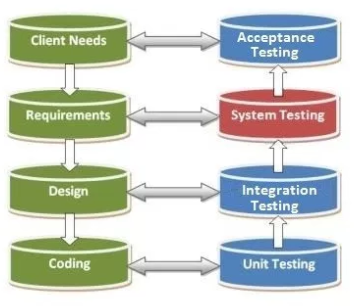 Client Needs
Acceptance
Testing
Requirements
System Testing
Design
Integration
Testing
Coding
Unit Testing